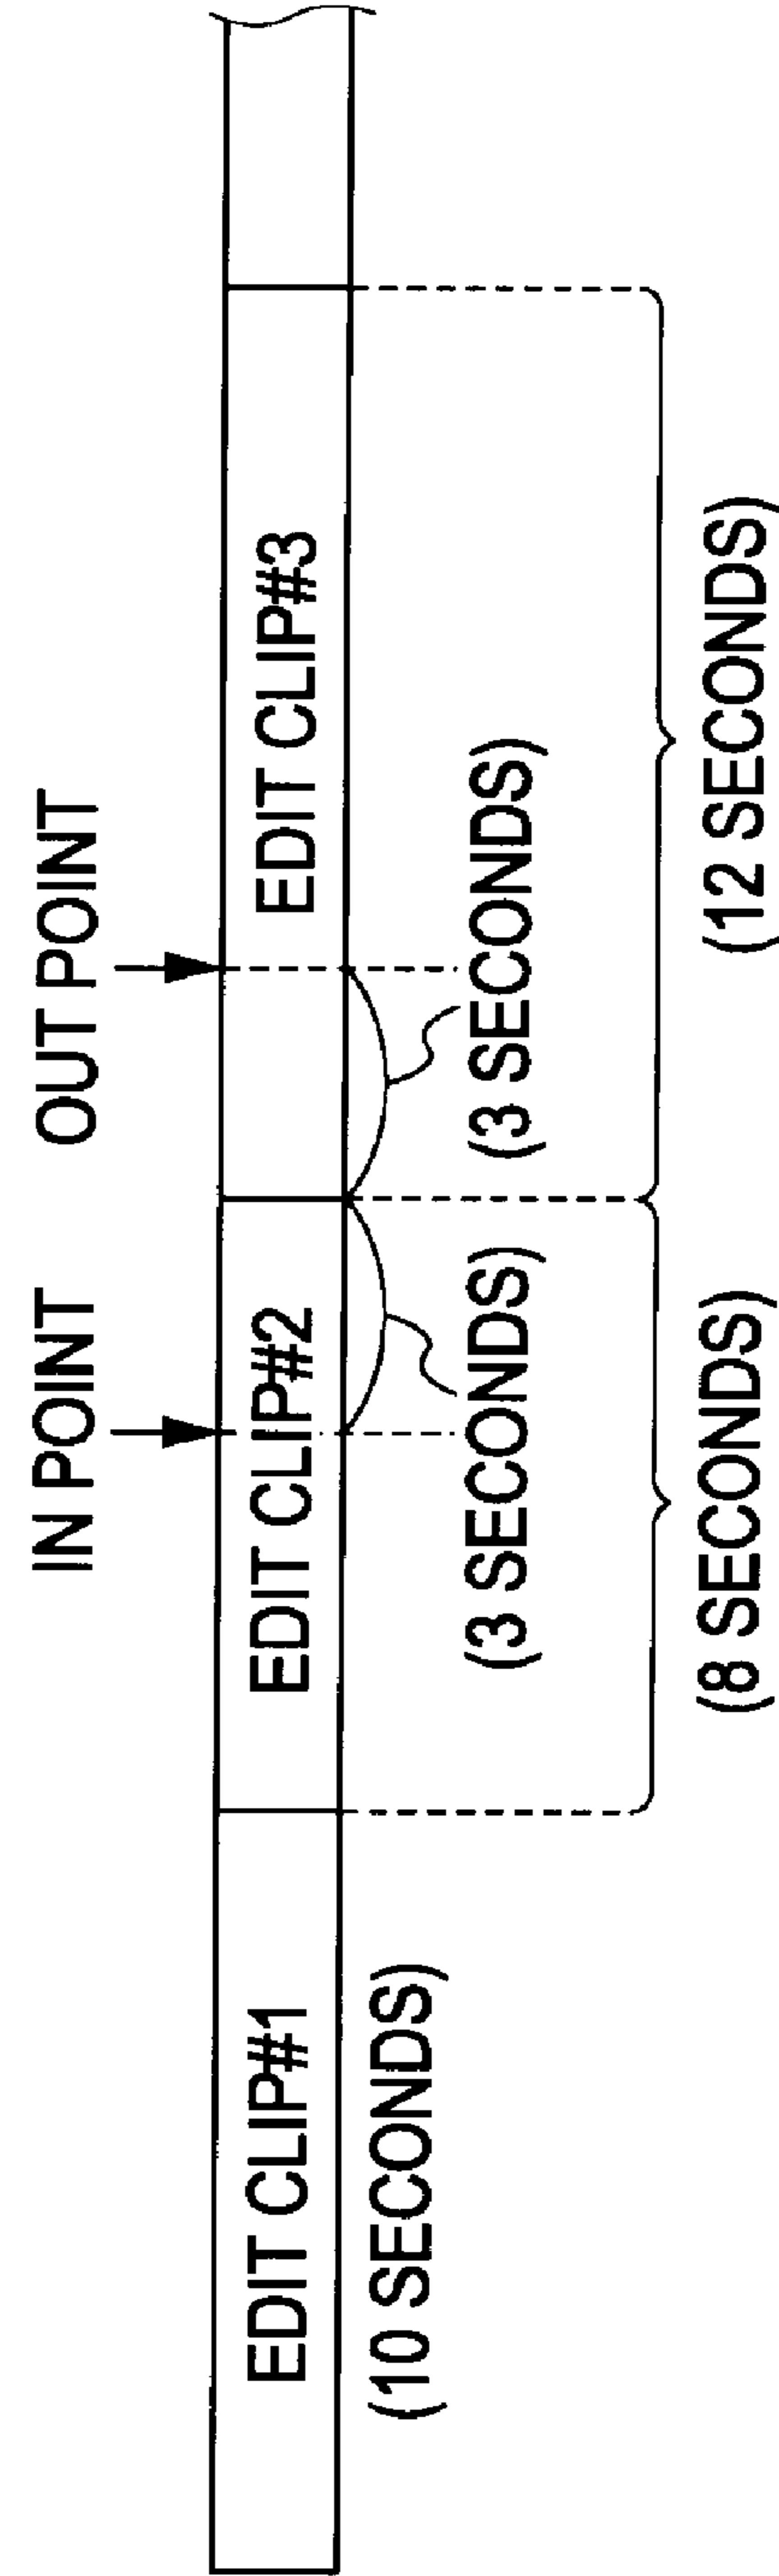 IN POINT
OUT POINT
EDIT CLIP#1
EDIT CLIP#2
EDIT CLIP#3
(10 SECONDS)
(3 SECONDS)
(3 SECONDS)
(8 SECONDS)
(12 SECONDS)